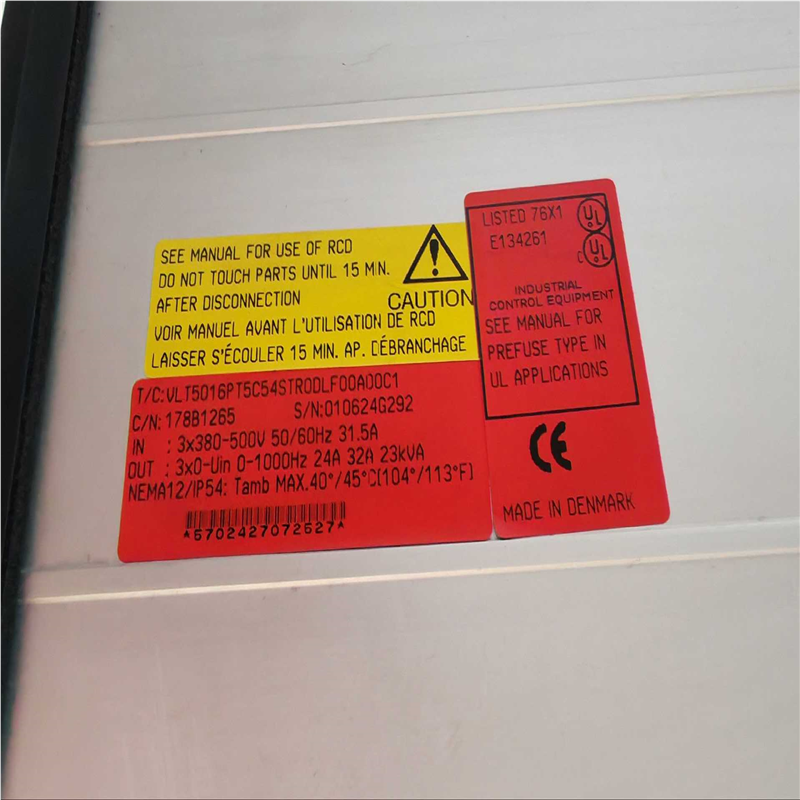 SEE MANUAL FOR USE OF RCD
DO NOT TOUCH PARTS UNTIL 15 MIN.
AFTER DISCONNECTION
CAUTION
VOIR MANUEL AVANT L'UTILISATION DE RCD
LAISSER S'ÉCOULER 15 MIN. AP. DÉBRANCHAGE
T/C:VLT5016PT5C54STR0DLF00A00C1
C/N: 178B1265 S/N:010624G292
IN : 3x380-500V 50/60Hz 31.5A
OUT : 3x0-Uin 0-1000Hz 24A 32A 23kVA
NEMA12/IP54: Tamb MAX.40°/45°C(104°/113°F)
*5702427072527*
LISTED 76X1 UL
E134261 c UL
INDUSTRIAL
CONTROL EQUIPMENT
SEE MANUAL FOR
PREFUSE TYPE IN
UL APPLICATIONS
CE
MADE IN DENMARK